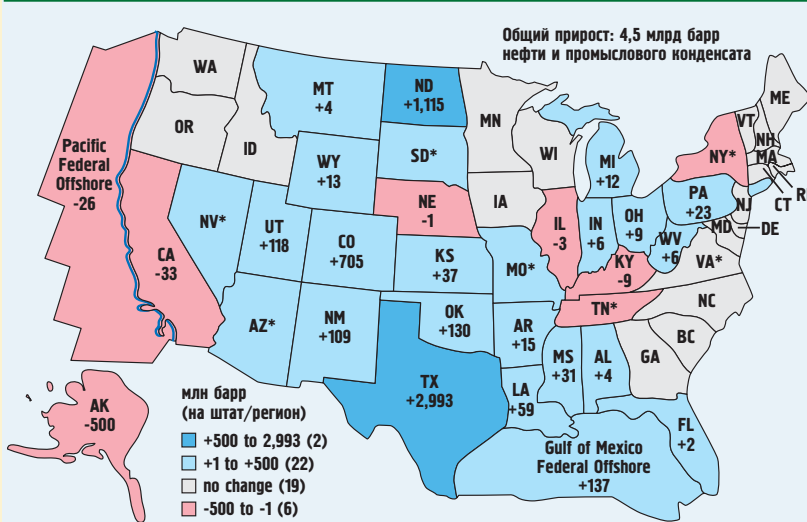 Общий прирост: 4,5 млрд барр
нефти и промыслового конденсата
WA
MT
+4
ND
+1,115
MN
ME
VT
NH
MA
OR
ID
Pacific
Federal
Offshore
-26
WY
+13
SD*
WI
MI
+12
NY*
R
CT
NE
-1
IA
PA
+23
NJ
NV*
UT
+118
CO
+705
IL
-3
IN
+6
OH
+9
MD
DE
WV
+6
CA
-33
KS
+37
MO*
KY
-9
VA*
AZ*
NM
+109
OK
+130
AR
+15
TN*
NC
BC
MS
+31
AL
+4
GA
TX
+2,993
LA
+59
FL
+2
AK
-500
Gulf of Mexico
Federal Offshore
+137
млн барр
(на штат/регион)
+500 to 2,993 (2)
+1 to +500 (22)
no change (19)
-500 to -1 (6)